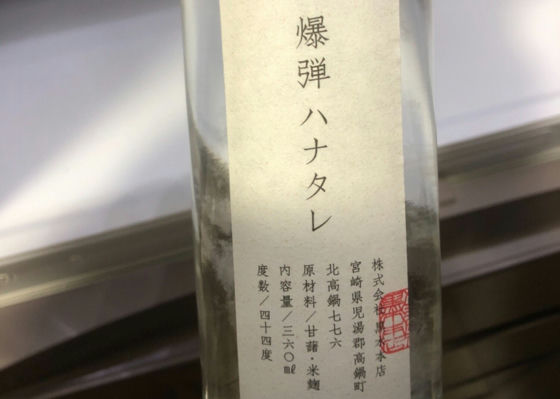 爆弾ハナタレ
株式会社黒木本店
宮崎県児湯郡高鍋町
北高鍋七七六
原材料/甘藷・米麹
内容量/三六〇㎖
度数/四十四度